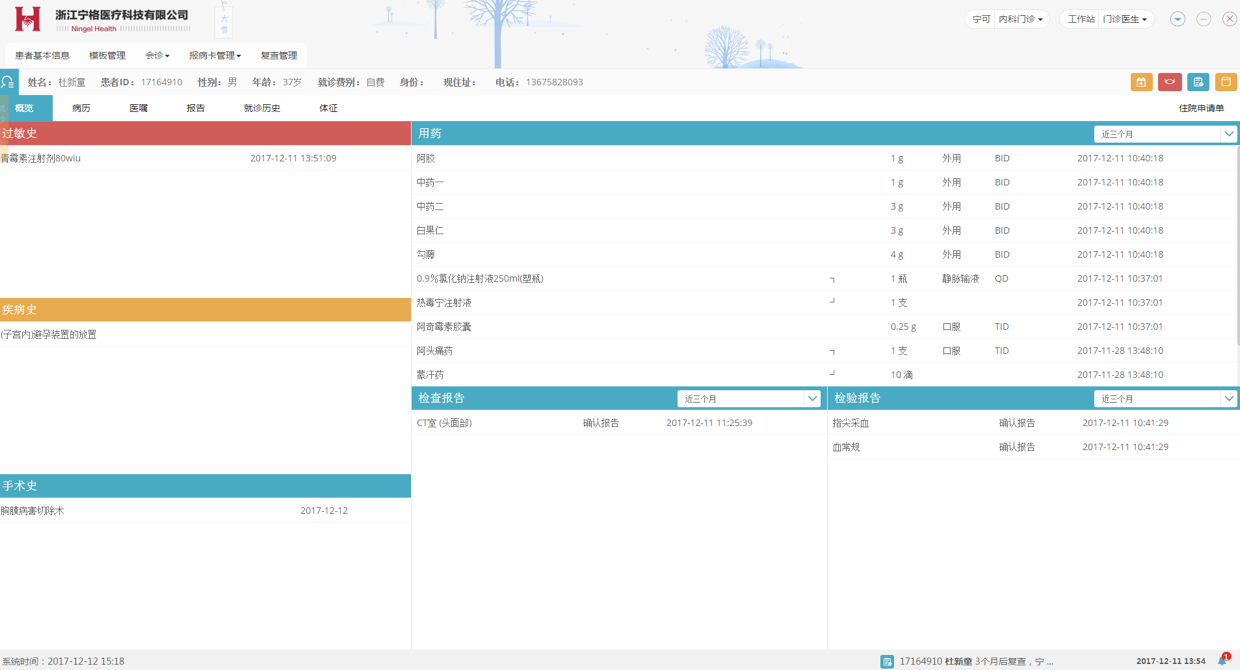 浙江宁格医疗科技有限公司
Ningel Health
大雪
宁可 内科门诊
工作站 门诊医生
患者基本信息 模板管理 会诊 报病卡管理 复查管理
姓名： 杜新童 患者ID： 17164910 性别： 男 年龄： 37岁 就诊费别： 自费 身份： 现住址： 电话： 13675828093
概览 病历 医嘱 报告 就诊历史 体征 住院申请单
过敏史
青霉素注射剂80wiu 2017-12-11 13:51:09
疾病史
(子宫内)避孕装置的放置
手术史
胸膜病害切除术 2017-12-12
用药 近三个月
阿胶 1 g 外用 BID 2017-12-11 10:40:18
中药一 1 g 外用 BID 2017-12-11 10:40:18
中药二 3 g 外用 BID 2017-12-11 10:40:18
白果仁 3 g 外用 BID 2017-12-11 10:40:18
勾藤 4 g 外用 BID 2017-12-11 10:40:18
0.9%氯化钠注射液250ml(塑瓶) ┐ 1 瓶 静脉输液 QD 2017-12-11 10:37:01
热毒宁注射液 ┘ 1 支 2017-12-11 10:37:01
阿奇霉素胶囊 0.25 g 口服 TID 2017-12-11 10:37:01
阿头痛药 ┐ 1 支 口服 TID 2017-11-28 13:48:10
蒙汗药 ┘ 10 滴 2017-11-28 13:48:10
检查报告 近三个月
CT室 (头面部) 确认报告 2017-12-11 11:25:39
检验报告 近三个月
指尖采血 确认报告 2017-12-11 10:41:29
血常规 确认报告 2017-12-11 10:41:29
系统时间：2017-12-12 15:18
17164910 杜新童 3个月后复查，宁 ... 2017-12-11 13:54 1